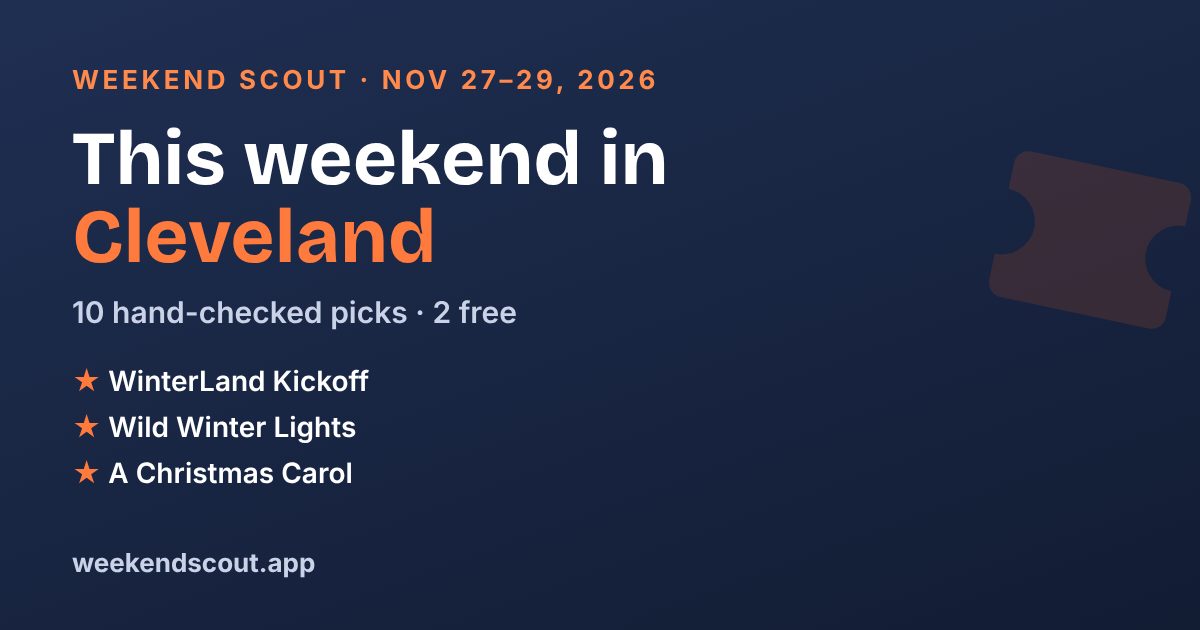 WEEKEND SCOUT · NOV 27–29, 2026
This weekend in
Cleveland
10 hand-checked picks · 2 free
★ WinterLand Kickoff
★ Wild Winter Lights
★ A Christmas Carol
weekendscout.app